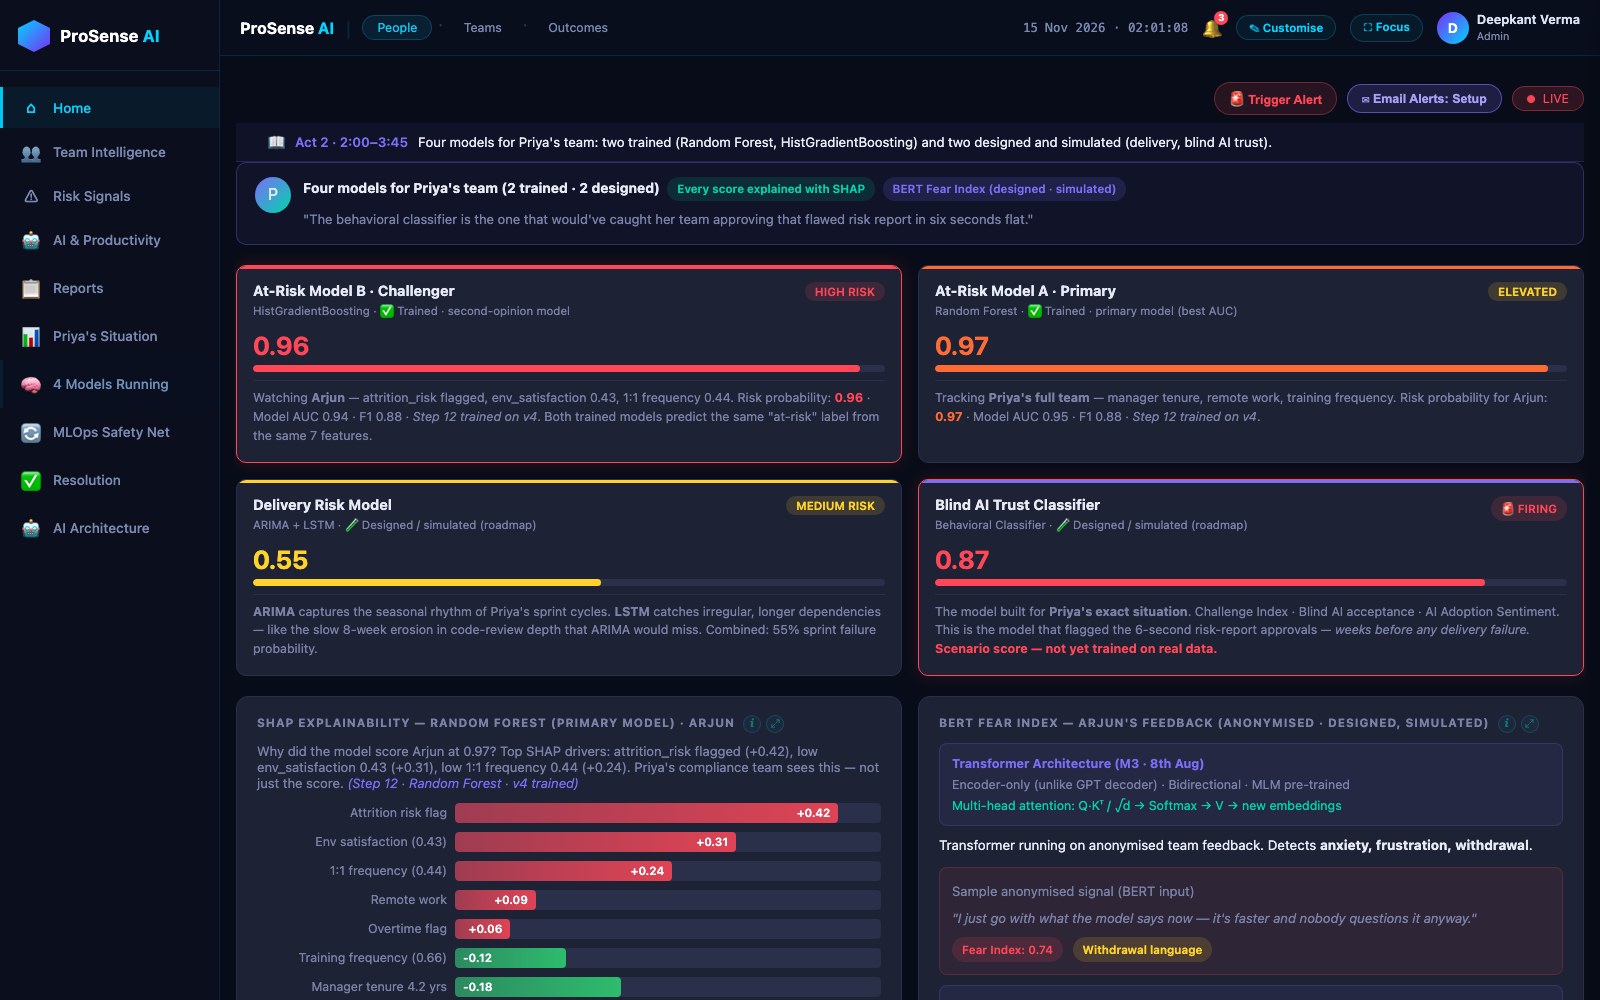 ProSense AI
Home
Team Intelligence
Risk Signals
AI & Productivity
Reports
Priya's Situation
4 Models Running
MLOps Safety Net
Resolution
AI Architecture
ProSense AI
People · Teams · Outcomes
15 Nov 2026 · 02:01:08
3
✎ Customise
⛶ Focus
D
Deepkant Verma
Admin
Trigger Alert
✉ Email Alerts: Setup
LIVE
Act 2 · 2:00–3:45 Four models for Priya's team: two trained (Random Forest, HistGradientBoosting) and two designed and simulated (delivery, blind AI trust).
P
Four models for Priya's team (2 trained · 2 designed) Every score explained with SHAP BERT Fear Index (designed · simulated)
"The behavioral classifier is the one that would've caught her team approving that flawed risk report in six seconds flat."
At-Risk Model B · Challenger
HIGH RISK
HistGradientBoosting · ✅ Trained · second-opinion model
0.96
Watching Arjun — attrition_risk flagged, env_satisfaction 0.43, 1:1 frequency 0.44. Risk probability: 0.96 ·
Model AUC 0.94 · F1 0.88 · Step 12 trained on v4. Both trained models predict the same "at-risk" label from
the same 7 features.
At-Risk Model A · Primary
ELEVATED
Random Forest · ✅ Trained · primary model (best AUC)
0.97
Tracking Priya's full team — manager tenure, remote work, training frequency. Risk probability for Arjun:
0.97 · Model AUC 0.95 · F1 0.88 · Step 12 trained on v4.
Delivery Risk Model
MEDIUM RISK
ARIMA + LSTM · Designed / simulated (roadmap)
0.55
ARIMA captures the seasonal rhythm of Priya's sprint cycles. LSTM catches irregular, longer dependencies
— like the slow 8-week erosion in code-review depth that ARIMA would miss. Combined: 55% sprint failure
probability.
Blind AI Trust Classifier
FIRING
Behavioral Classifier · Designed / simulated (roadmap)
0.87
The model built for Priya's exact situation. Challenge Index · Blind AI acceptance · AI Adoption Sentiment.
This is the model that flagged the 6-second risk-report approvals — weeks before any delivery failure.
Scenario score — not yet trained on real data.
SHAP EXPLAINABILITY — RANDOM FOREST (PRIMARY MODEL) · ARJUN
Why did the model score Arjun at 0.97? Top SHAP drivers: attrition_risk flagged (+0.42), low
env_satisfaction 0.43 (+0.31), low 1:1 frequency 0.44 (+0.24). Priya's compliance team sees this — not
just the score. (Step 12 · Random Forest · v4 trained)
Attrition risk flag +0.42
Env satisfaction (0.43) +0.31
1:1 frequency (0.44) +0.24
Remote work +0.09
Overtime flag +0.06
Training frequency (0.66) -0.12
Manager tenure 4.2 yrs -0.18
BERT FEAR INDEX — ARJUN'S FEEDBACK (ANONYMISED · DESIGNED, SIMULATED)
Transformer Architecture (M3 · 8th Aug)
Encoder-only (unlike GPT decoder) · Bidirectional · MLM pre-trained
Multi-head attention: Q·Kᵀ / √d → Softmax → V → new embeddings
Transformer running on anonymised team feedback. Detects anxiety, frustration, withdrawal.
Sample anonymised signal (BERT input)
"I just go with what the model says now — it's faster and nobody questions it anyway."
Fear Index: 0.74 Withdrawal language